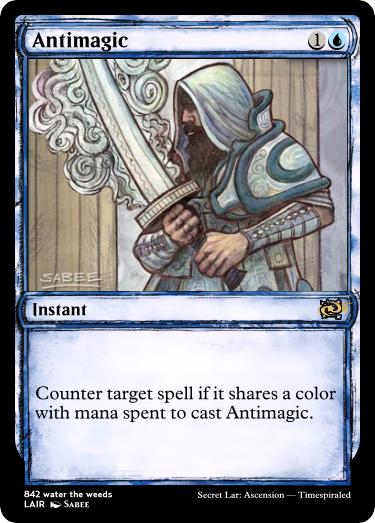 Antimagic 1
SABEE
Instant
Counter target spell if it shares a color
with mana spent to cast Antimagic.
842 water the weeds
LAIR Sabee
Secret Lar: Ascension — Timespiraled